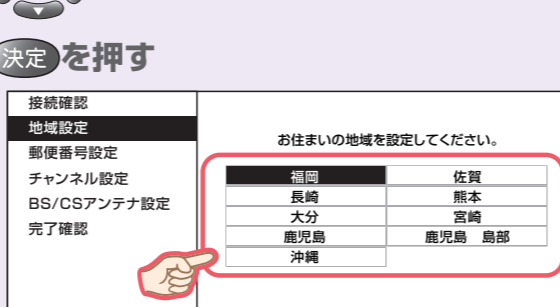 決定を押す
接続確認
地域設定
郵便番号設定
チャンネル設定
BS/CSアンテナ設定
完了確認
お住まいの地域を設定してください。
福岡 佐賀
長崎 熊本
大分 宮崎
鹿児島 鹿児島 島部
沖縄